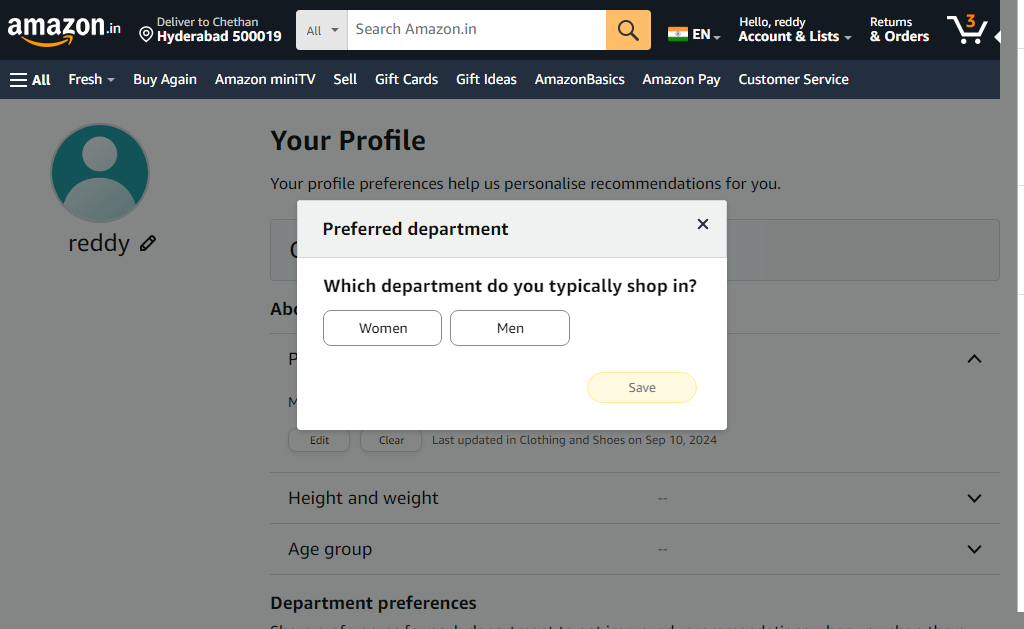 amazon.in
Deliver to Chethan
Hyderabad 500019
All
Search Amazon.in
EN
Hello, reddy
Account & Lists
Returns
& Orders
3
All
Fresh
Buy Again
Amazon miniTV
Sell
Gift Cards
Gift Ideas
AmazonBasics
Amazon Pay
Customer Service
reddy
Your Profile
Your profile preferences help us personalise recommendations for you.
Preferred department
Which department do you typically shop in?
Women
Men
Save
Edit
Clear
Last updated in Clothing and Shoes on Sep 10, 2024
Height and weight
--
Age group
--
Department preferences